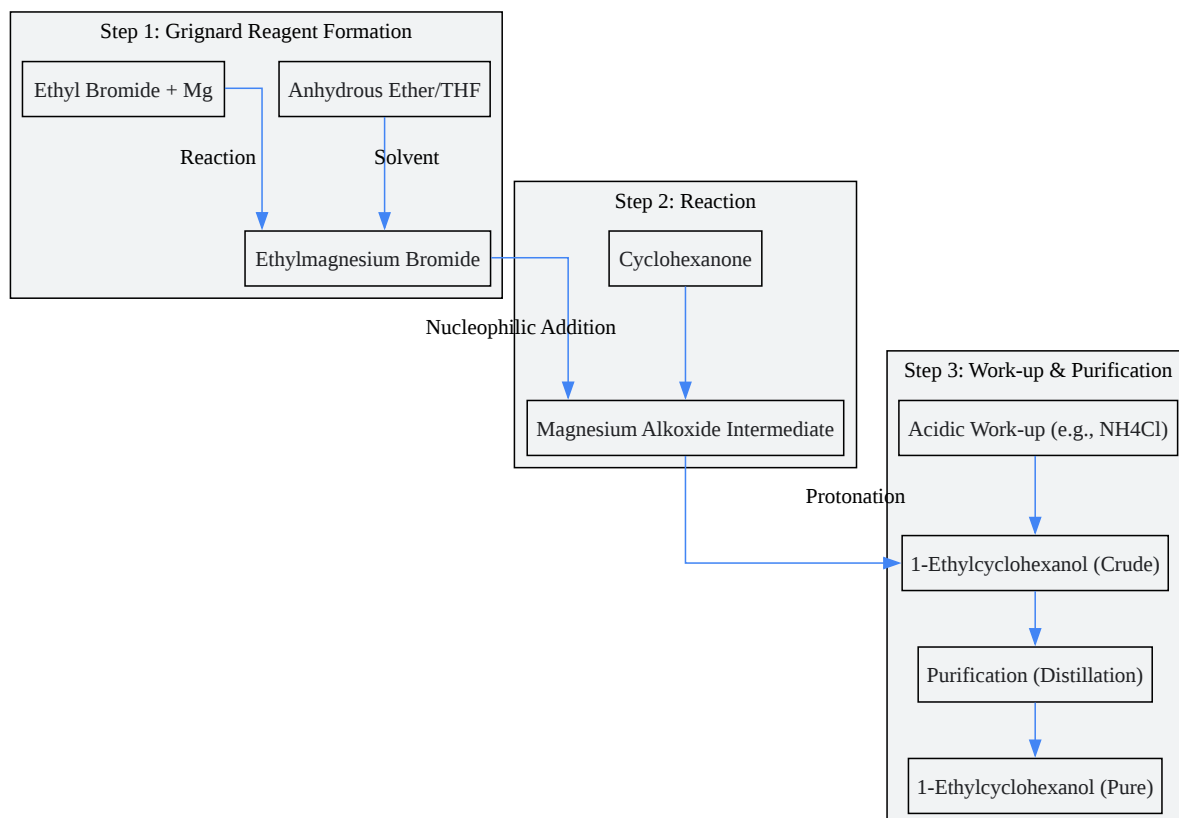 Step 1: Grignard Reagent Formation
Ethyl Bromide + Mg
Anhydrous Ether/THF
Reaction
Solvent
Ethylmagnesium Bromide
Step 2: Reaction
Cyclohexanone
Nucleophilic Addition
Magnesium Alkoxide Intermediate
Step 3: Work-up & Purification
Acidic Work-up (e.g., NH4Cl)
Protonation
1-Ethylcyclohexanol (Crude)
Purification (Distillation)
1-Ethylcyclohexanol (Pure)